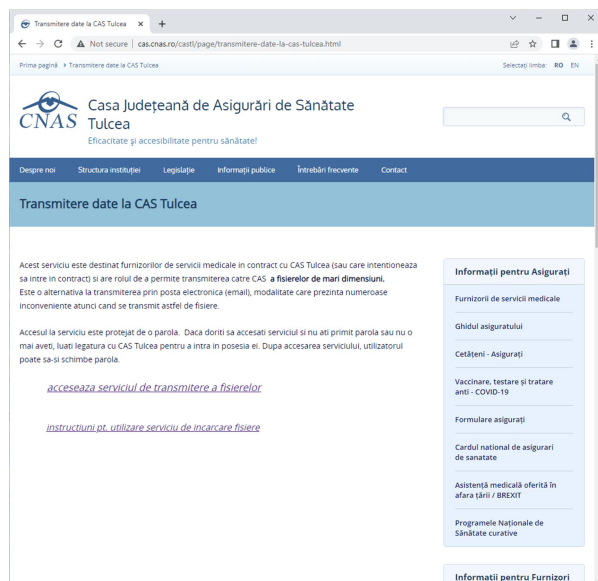 Transmitere date la CAS Tulcea
Not secure | cas.cnas.ro/castl/page/transmitere-date-la-cas-tulcea.html
Prima pagină Transmitere date la CAS Tulcea
Selectați limba: RO EN
CNAS
Casa Județeană de Asigurări de Sănătate
Tulcea
Eficacitate şi accesibilitate pentru sănătate!
Despre noi Structura instituției Legislație Informații publice Întrebări frecvente Contact
Transmitere date la CAS Tulcea
Acest serviciu este destinat furnizorilor de servicii medicale in contract cu CAS Tulcea (sau care intentioneaza
sa intre in contract) si are rolul de a permite transmiterea catre CAS a fisierelor de mari dimensiuni.
Este o alternativa la transmiterea prin posta electronica (email), modalitate care prezinta numeroase
inconveniente atunci cand se transmit astfel de fisiere.
Accesul la serviciu este protejat de o parola. Daca doriti sa accesati serviciul si nu ati primit parola sau nu o
mai aveti, luati legatura cu CAS Tulcea pentru a intra in posesia ei. Dupa accesarea serviciului, utilizatorul
poate sa-si schimbe parola.
acceseaza serviciul de transmitere a fisierelor
instructiuni pt. utilizare serviciu de incarcare fisiere
Informații pentru Asigurați
Furnizorii de servicii medicale
Ghidul asiguratului
Cetățeni - Asigurați
Vaccinare, testare și tratare
anti - COVID-19
Formulare asigurați
Cardul national de asigurari
de sanatate
Asistență medicală oferită în
afara țării / BREXIT
Programele Naționale de
Sănătate curative
Informații pentru Furnizori